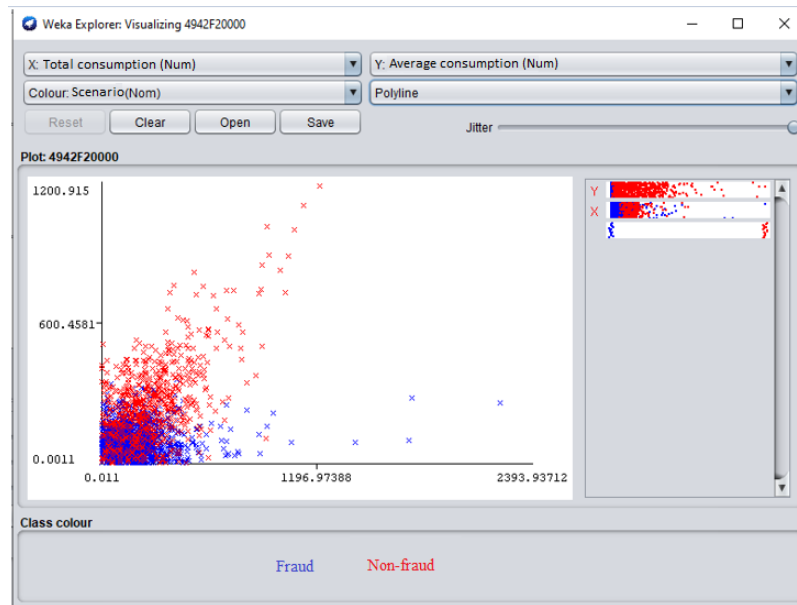 Weka Explorer: Visualizing 4942F20000
X: Total consumption (Num) Y: Average consumption (Num)
Colour: Scenario(Nom) Polyline
Reset Clear Open Save Jitter
Plot: 4942F20000
1200.915
600.4581
0.0011
0.011 1196.97388 2393.93712
Y
X
Class colour
Fraud Non-fraud